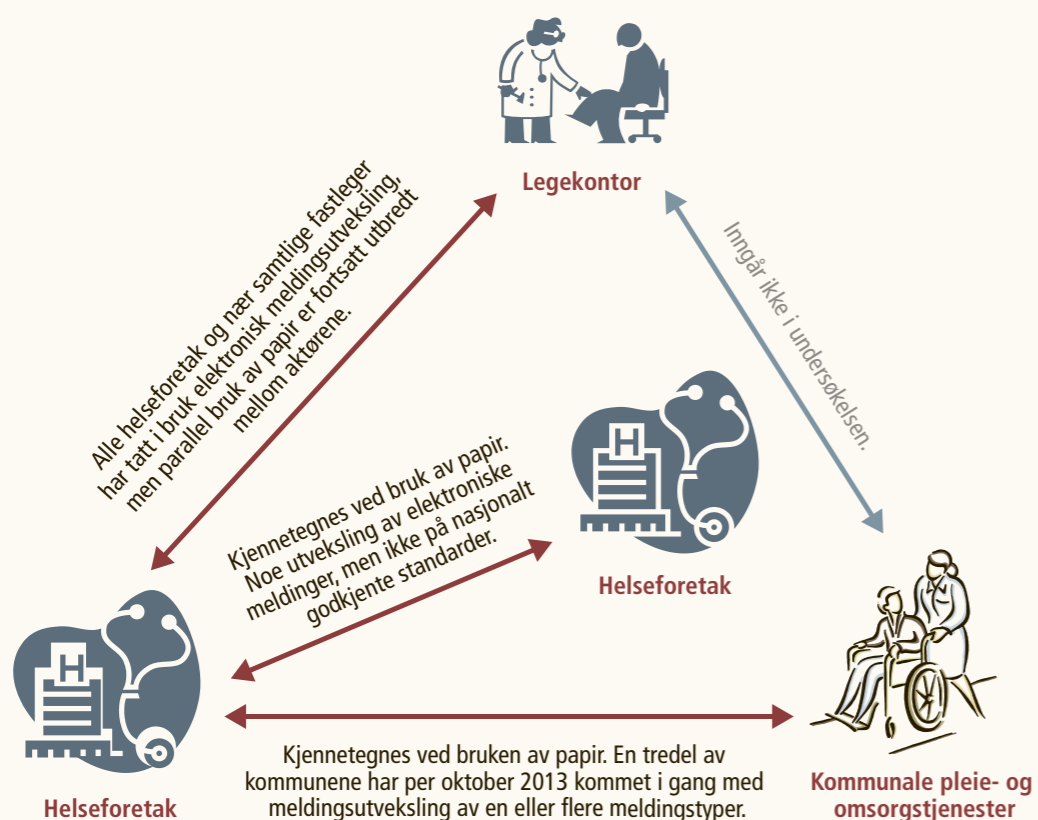 Legekontor
Alle helseforetak og nær samtlige fastleger
har tatt i bruk elektronisk meldingsutveksling,
men parallel bruk av papir er fortsatt utbredt
mellom aktørene.
Inngår ikke i undersøkelsen.
Kjennetegnes ved bruk av papir.
Noe utveksling av elektroniske
meldinger, men ikke på nasjonalt
godkjente standarder.
H
Helseforetak
H
Helseforetak
Kjennetegnes ved bruken av papir. En tredel av
kommunene har per oktober 2013 kommet i gang med
meldingsutveksling av en eller flere meldingstyper.
Kommunale pleie- og
omsorgstjenester